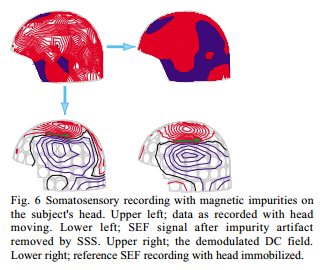 Fig. 6 Somatosensory recording with magnetic impurities on
the subject's head. Upper left; data as recorded with head
moving. Lower left; SEF signal after impurity artifact
removed by SSS. Upper right; the demodulated DC field.
Lower right; reference SEF recording with head immobilized.